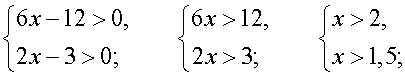 6x−12>0, 6x>12, x>2,
2x−3>0; 2x>3; x>1,5;